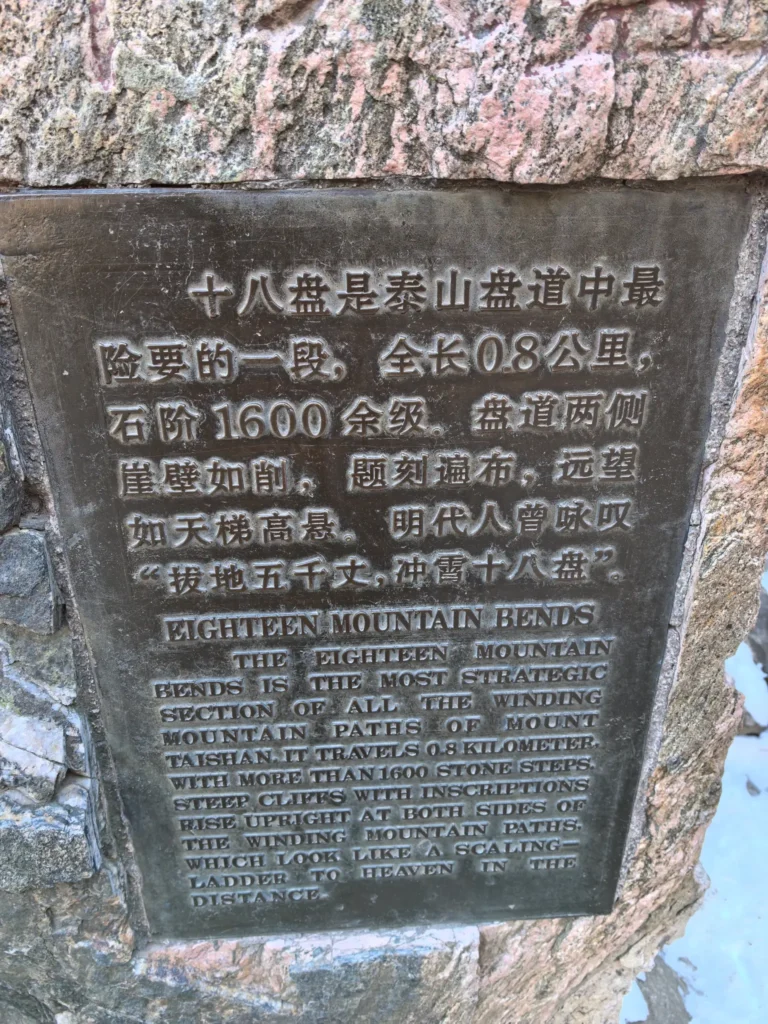 十八盘是泰山盘道中最
险要的一段，全长0.8公里，
石阶1600余级。盘道两侧
崖壁如削，题刻遍布，远望
如天梯高悬。明代人曾咏叹
“拔地五千丈，冲霄十八盘”。
EIGHTEEN MOUNTAIN BENDS
THE EIGHTEEN MOUNTAIN
BENDS IS THE MOST STRATEGIC
SECTION OF ALL THE WINDING
MOUNTAIN PATHS OF MOUNT
TAISHAN. IT TRAVELS 0.8 KILOMETER,
WITH MORE THAN 1600 STONE STEPS.
STEEP CLIFFS WITH INSCRIPTIONS
RISE UPRIGHT AT BOTH SIDES OF
THE WINDING MOUNTAIN PATHS,
WHICH LOOK LIKE A SCALING-
LADDER TO HEAVEN IN THE
DISTANCE.